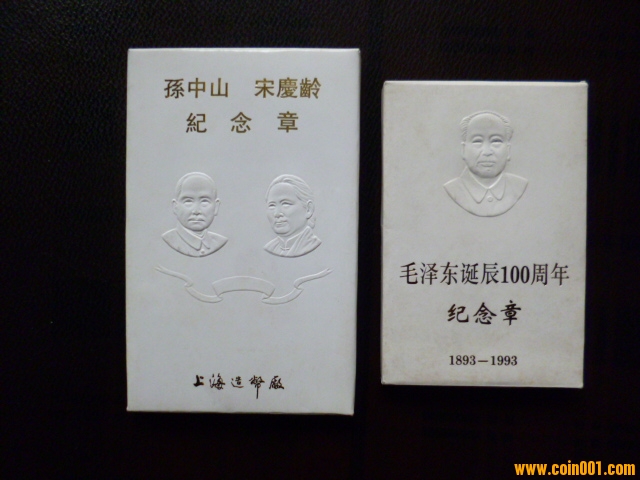 孫中山 宋慶齡
紀念章
上海造幣廠
毛泽东诞辰100周年
纪念章
1893-1993
www.coin001.com